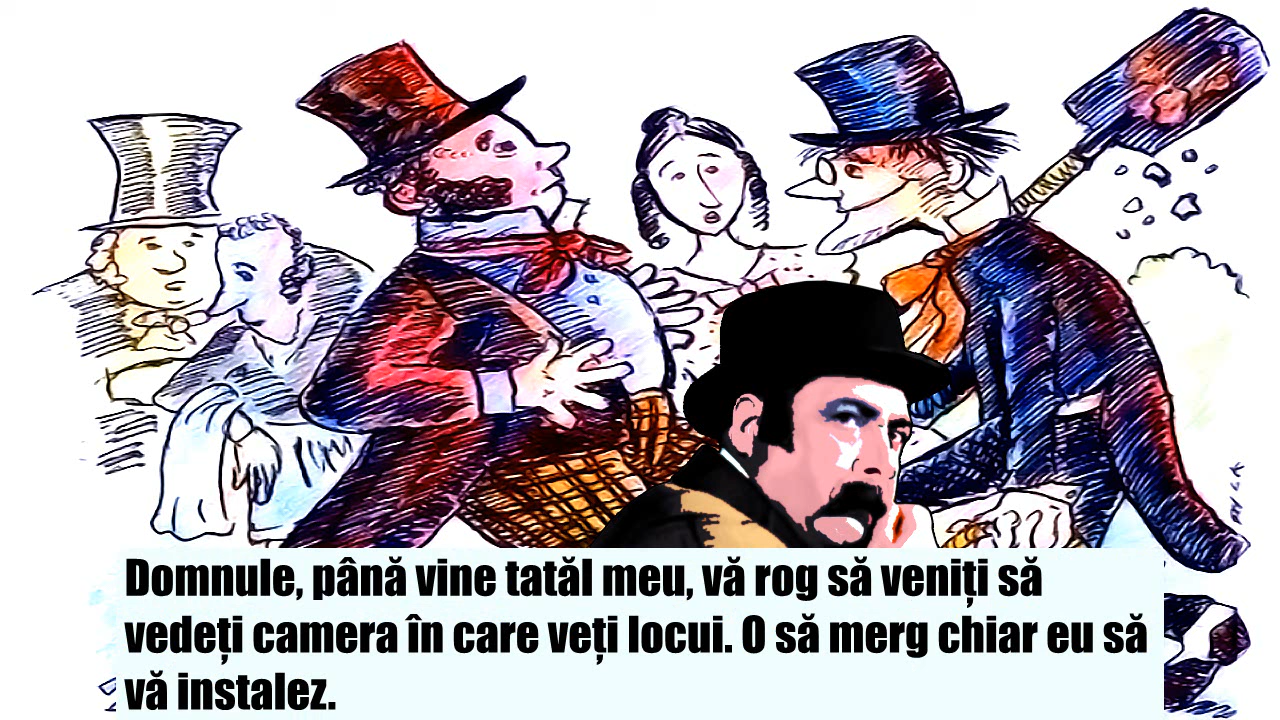 Domnule, până vine tatăl meu, vă rog să veniți să
vedeți camera în care veți locui. O să merg chiar eu să
vă instalez.